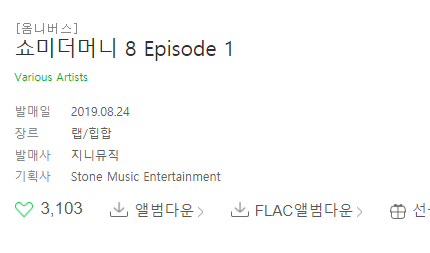 [옴니버스]
쇼미더머니 8 Episode 1
Various Artists
발매일 2019.08.24
장르 랩/힙합
발매사 지니뮤직
기획사 Stone Music Entertainment
3,103 앨범다운 FLAC앨범다운